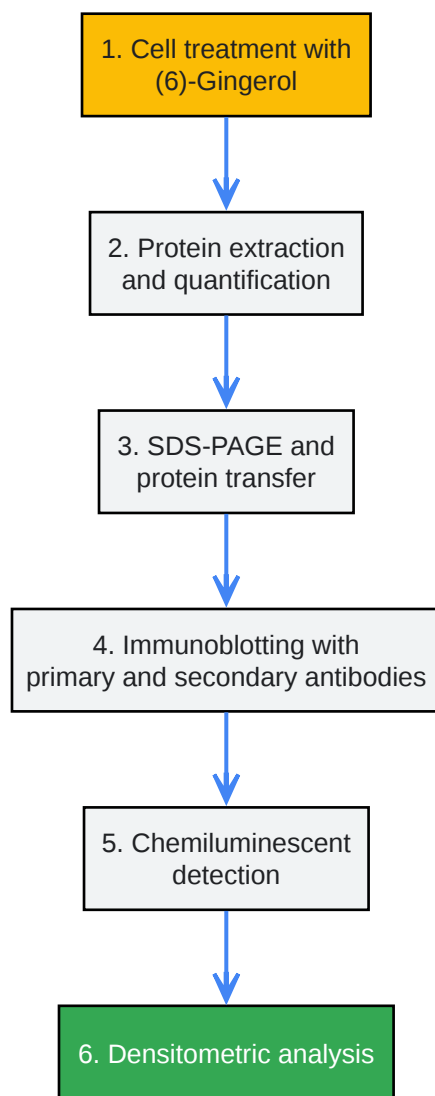 1. Cell treatment with
(6)-Gingerol
2. Protein extraction
and quantification
3. SDS-PAGE and
protein transfer
4. Immunoblotting with
primary and secondary antibodies
5. Chemiluminescent
detection
6. Densitometric analysis